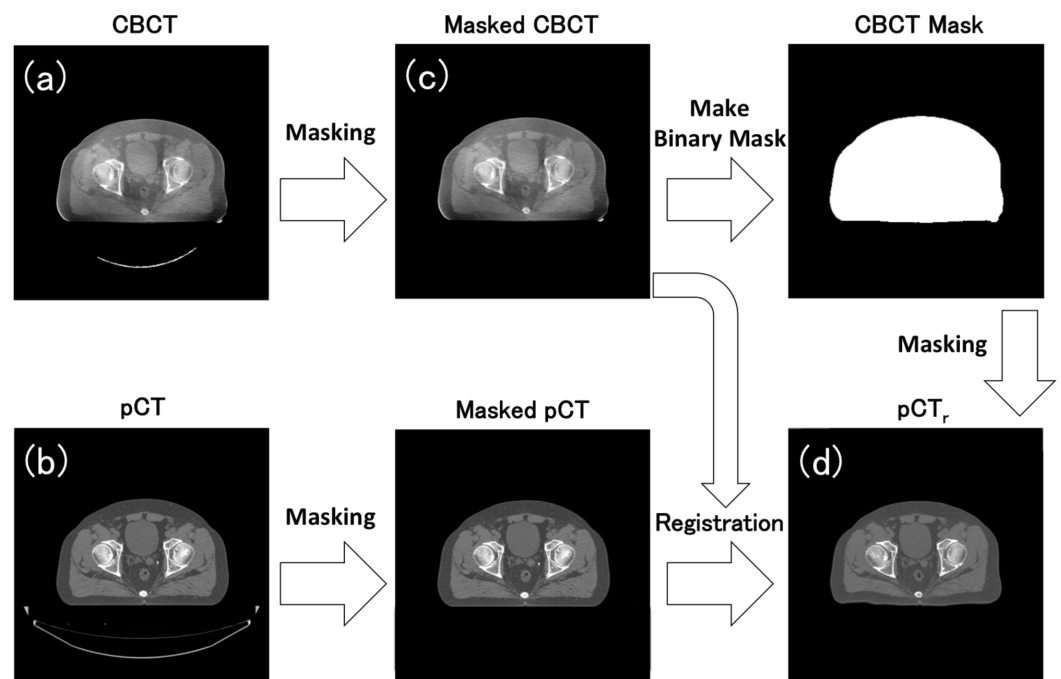 CBCT
Masked CBCT
CBCT Mask
(a)
Masking
(c)
Make
Binary Mask
Masking
pCT
Masked pCT
pCTr
(b)
Masking
Registration
(d)